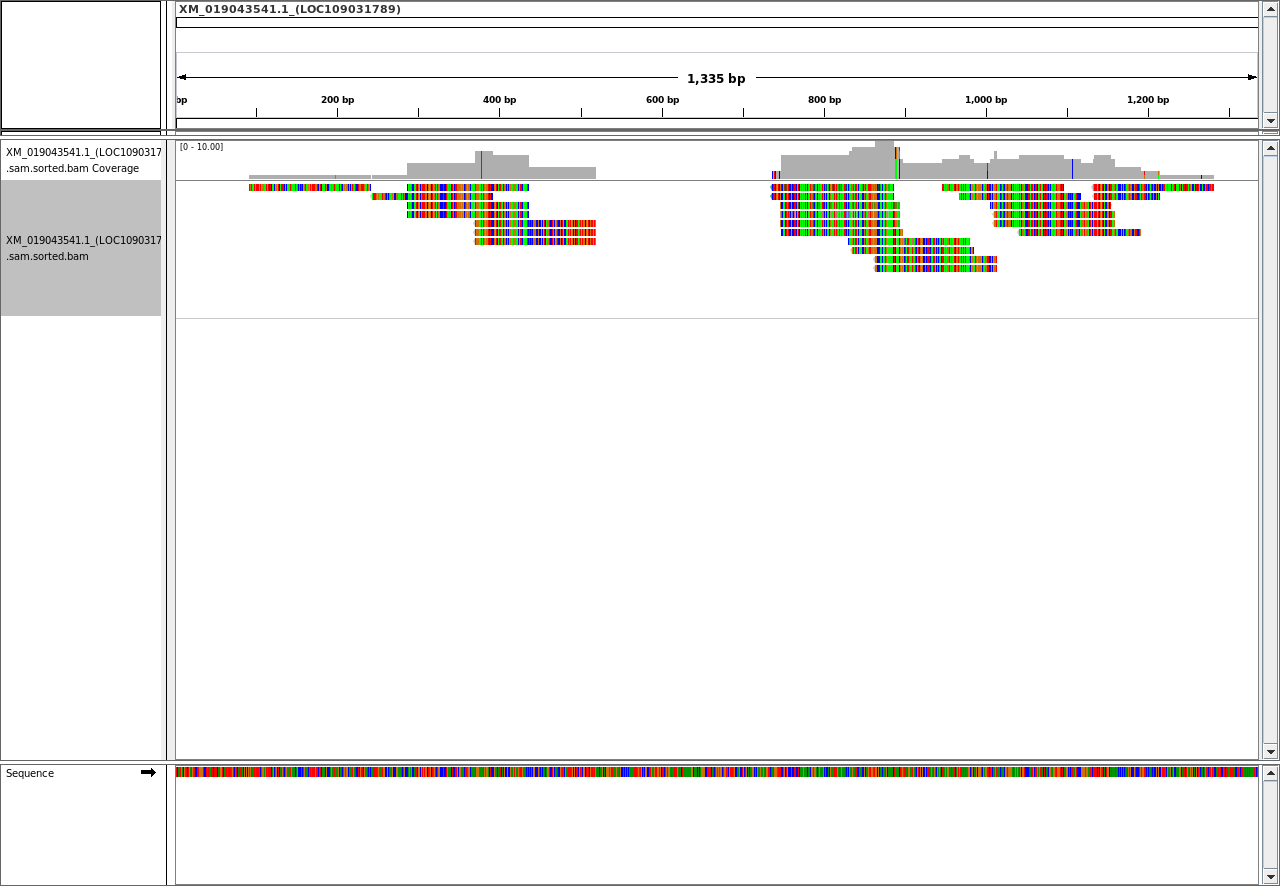 XM_019043541.1_(LOC109031789)
1,335 bp
bp 200 bp 400 bp 600 bp 800 bp 1,000 bp 1,200 bp
[0 - 10.00]
XM_019043541.1_(LOC1090317
.sam.sorted.bam Coverage
XM_019043541.1_(LOC1090317
.sam.sorted.bam
Sequence